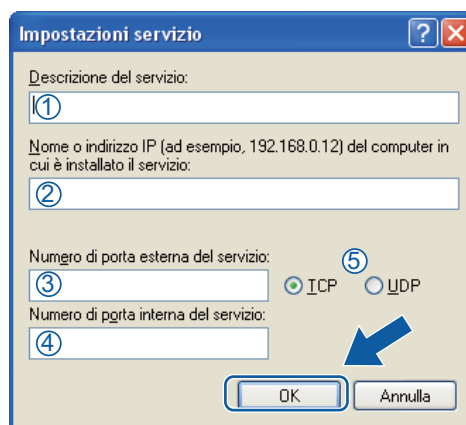 Impostazioni servizio
Descrizione del servizio:
①
Nome o indirizzo IP (ad esempio, 192.168.0.12) del computer in
cui è installato il servizio:
②
Numero di porta esterna del servizio:
⑤
③
TCP
UDP
Numero di porta interna del servizio:
④
OK
Annulla